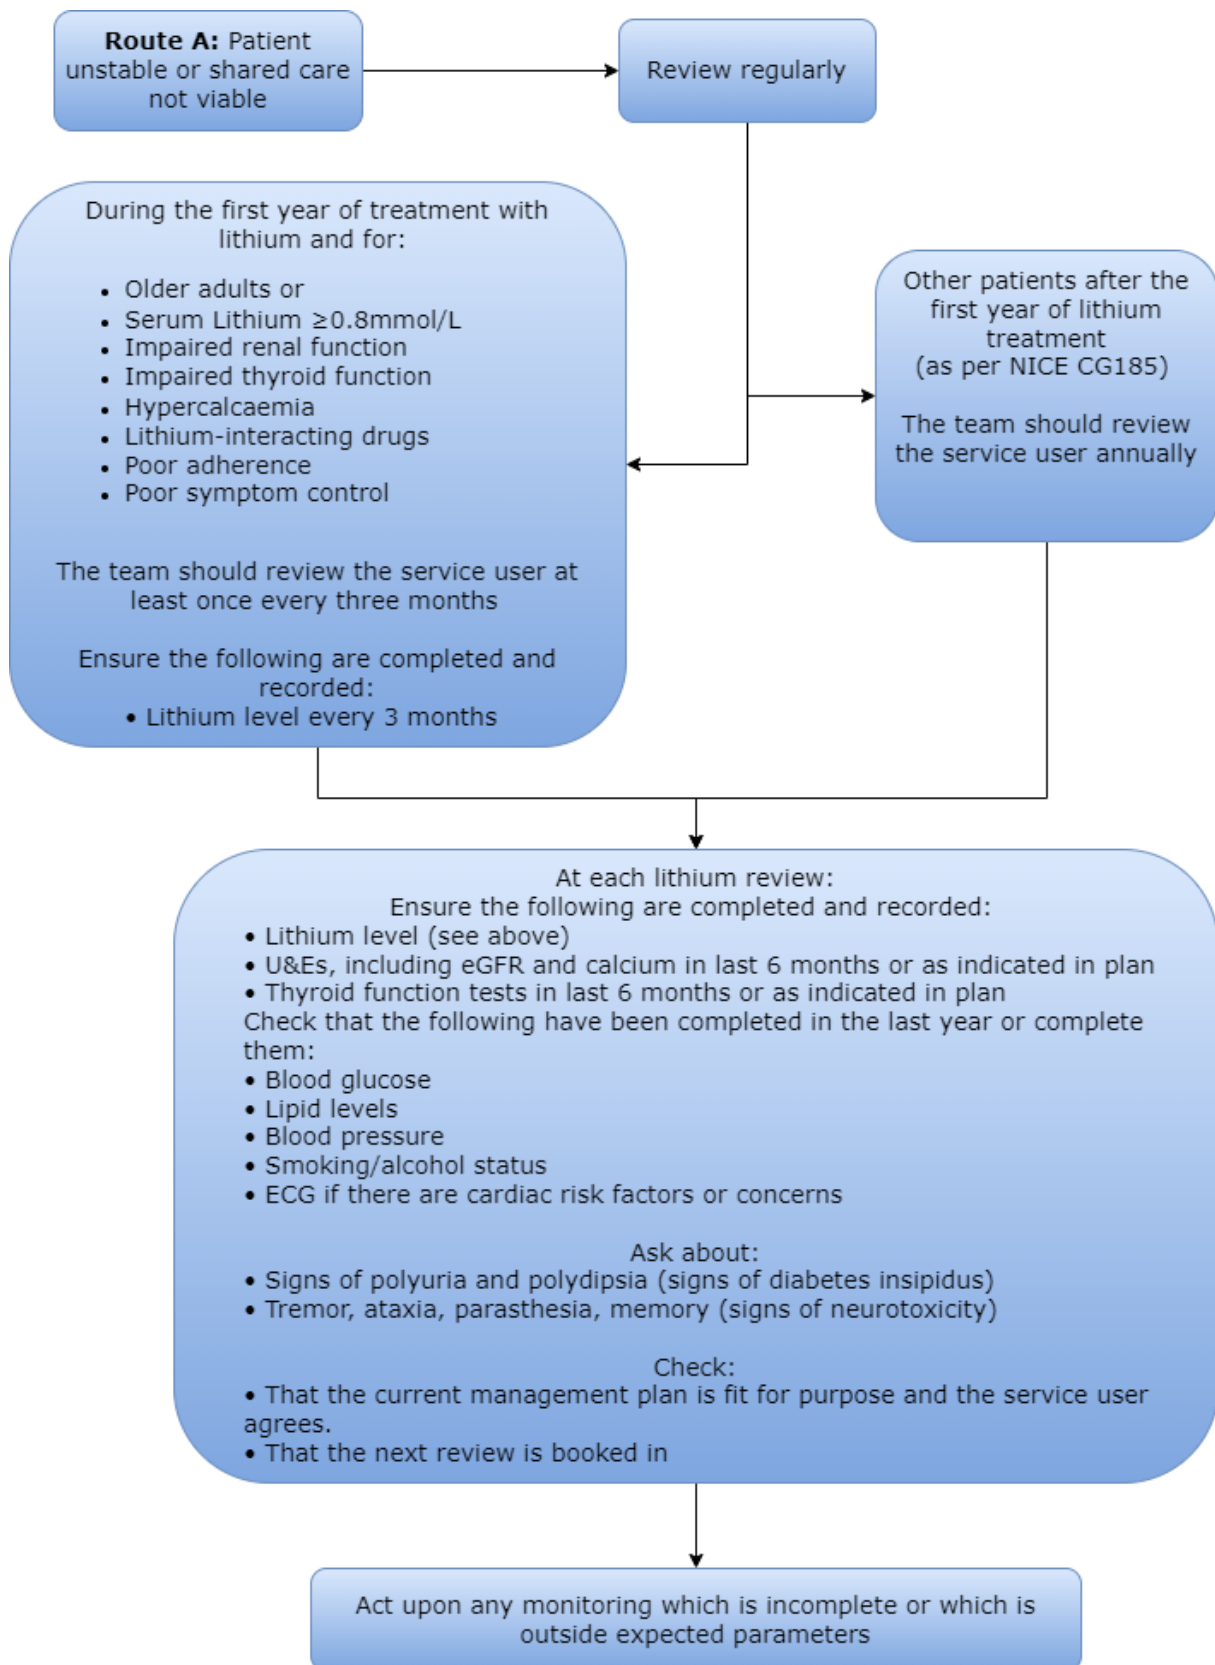 Route A: Patient
unstable or shared care
not viable
Review regularly
During the first year of treatment with
lithium and for:
• Older adults or
• Serum Lithium ≥0.8mmol/L
• Impaired renal function
• Impaired thyroid function
• Hypercalcaemia
• Lithium-interacting drugs
• Poor adherence
• Poor symptom control
The team should review the service user at
least once every three months
Ensure the following are completed and
recorded:
• Lithium level every 3 months
Other patients after the
first year of lithium
treatment
(as per NICE CG185)
The team should review
the service user annually
At each lithium review:
Ensure the following are completed and recorded:
• Lithium level (see above)
• U&Es, including eGFR and calcium in last 6 months or as indicated in plan
• Thyroid function tests in last 6 months or as indicated in plan
Check that the following have been completed in the last year or complete
them:
• Blood glucose
• Lipid levels
• Blood pressure
• Smoking/alcohol status
• ECG if there are cardiac risk factors or concerns
Ask about:
• Signs of polyuria and polydipsia (signs of diabetes insipidus)
• Tremor, ataxia, parasthesia, memory (signs of neurotoxicity)
Check:
• That the current management plan is fit for purpose and the service user
agrees.
• That the next review is booked in
Act upon any monitoring which is incomplete or which is
outside expected parameters